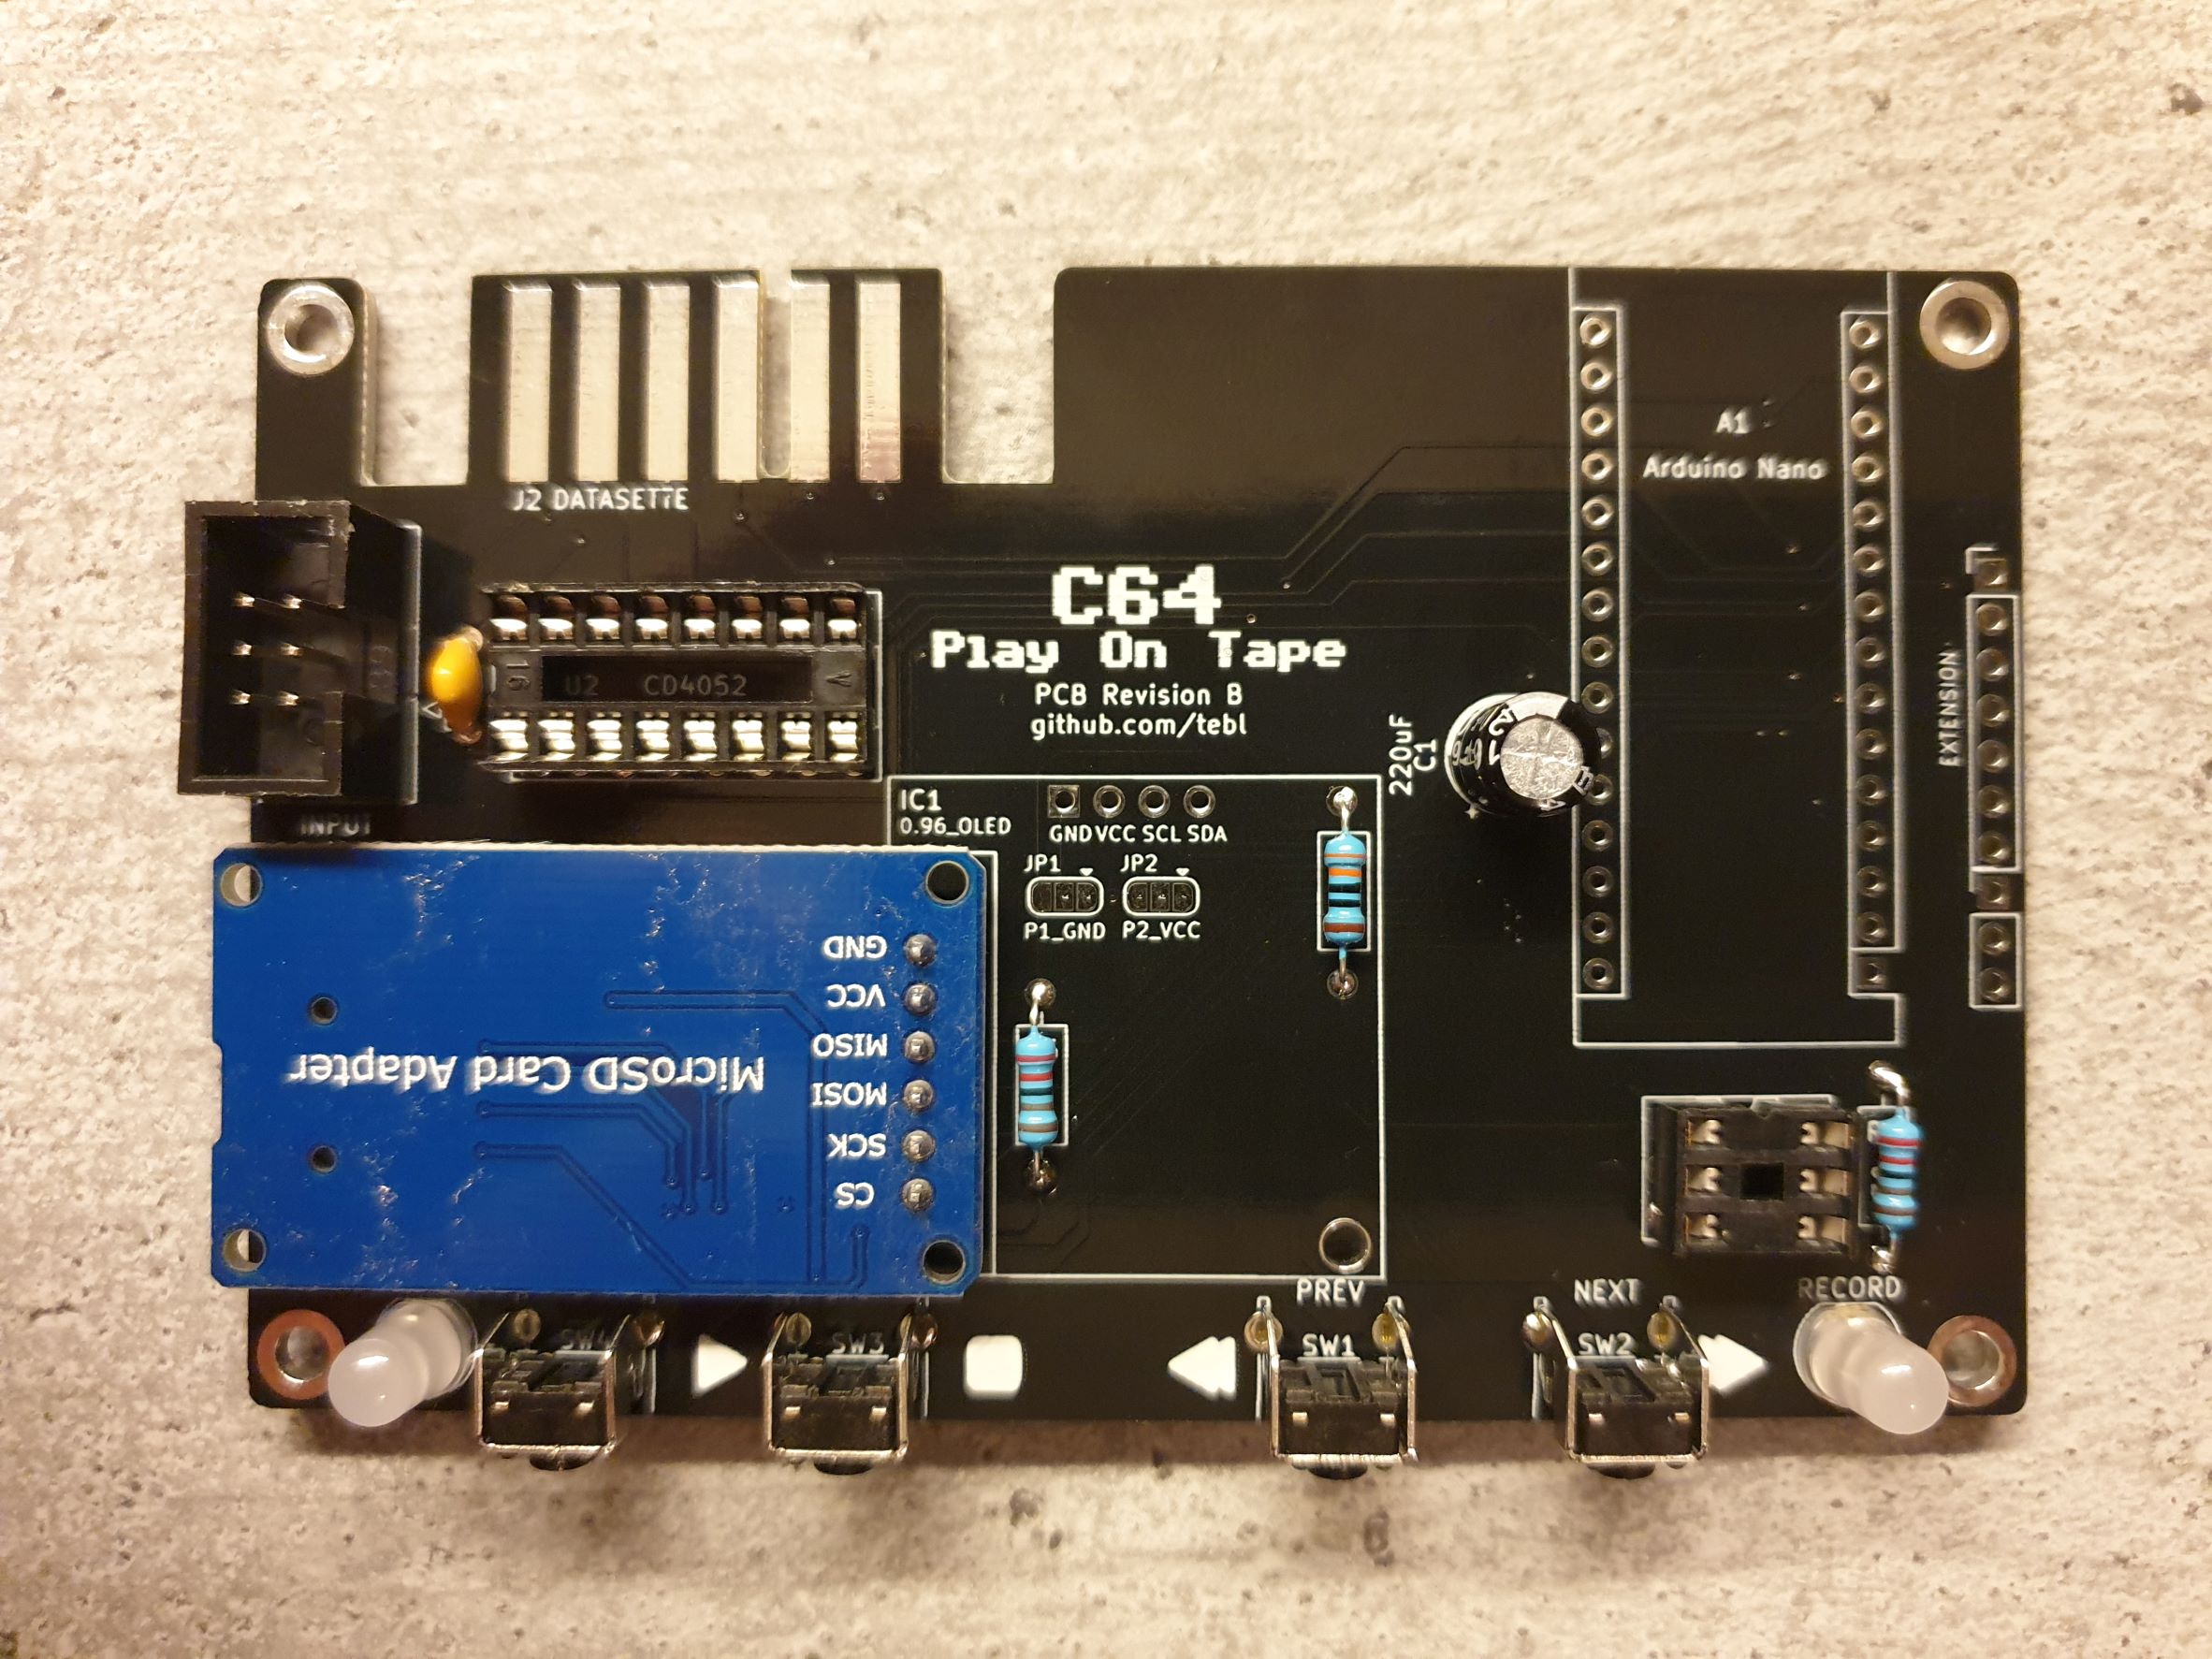 J2 DATASETTE
A1
Arduino Nano
C64
Play On Tape
PCB Revision B
github.com/tebl
16
U2 CD4052
EXTENSION
220uF
C1
INPUT
IC1
0.96_OLED
GND VCC SCL SDA
JP1 JP2
P1_GND P2_VCC
GND
VCC
MISO
MOSI
SCK
CS
MicroSD Card Adapter
PREV
NEXT
RECORD
SW4
SW3
SW1
SW2